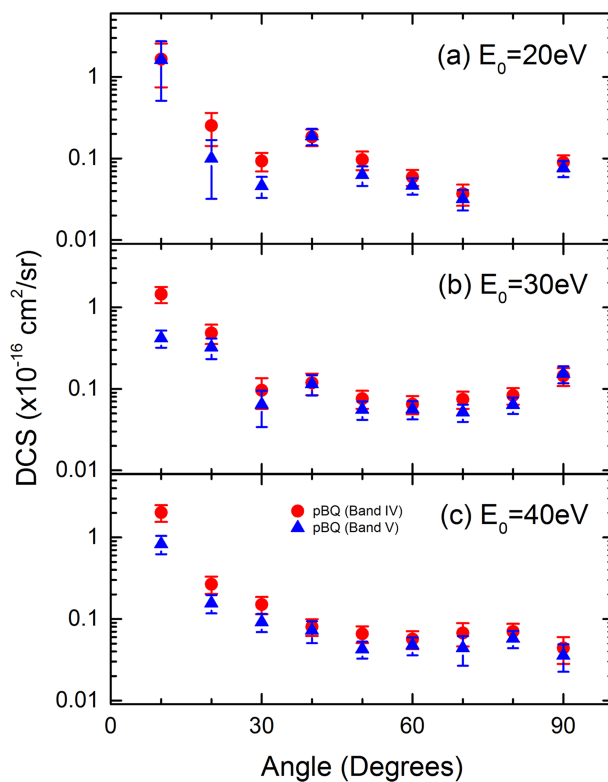 (a) E₀=20eV
1
0.1
0.01
(b) E₀=30eV
1
0.1
0.01
(c) E₀=40eV
pBQ (Band IV)
pBQ (Band V)
1
0.1
0.01
DCS (x10⁻¹⁶ cm²/sr)
0 30 60 90
Angle (Degrees)